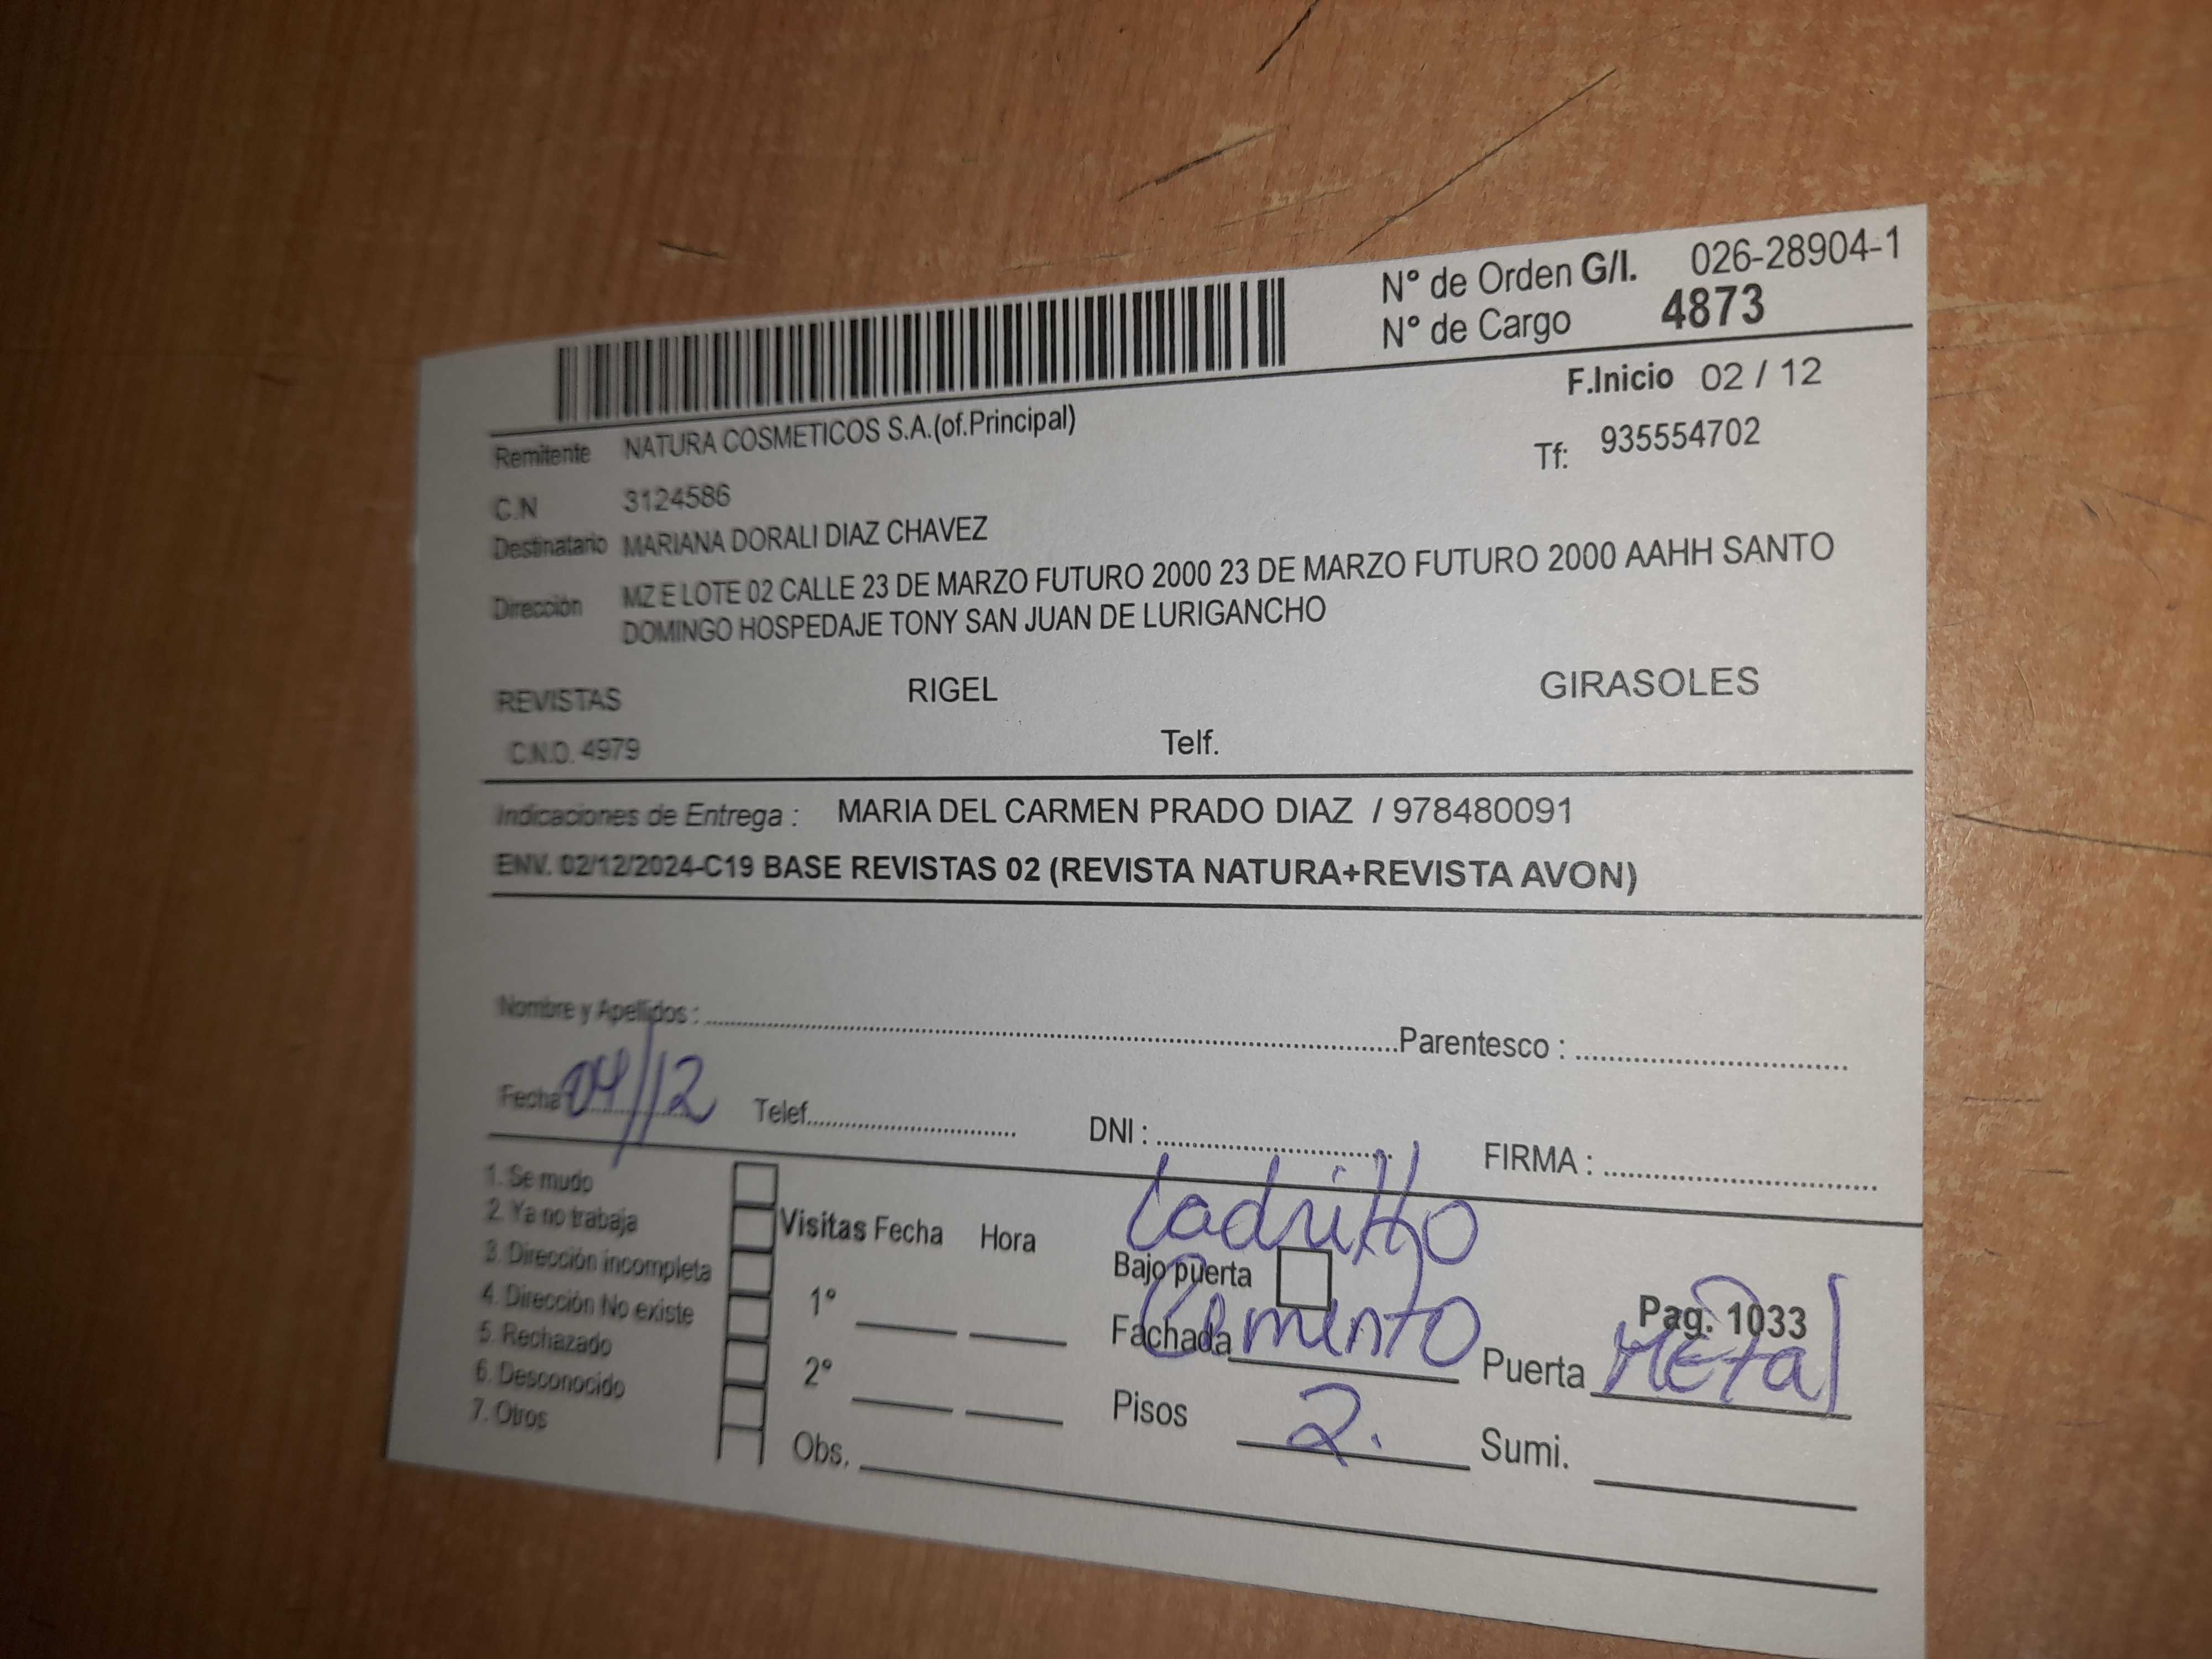 N° de Orden G/I. 026-28904-1
N° de Cargo 4873
F.Inicio 02 / 12
Remitente NATURA COSMETICOS S.A.(of.Principal)
Tf: 935554702
C.N 3124586
Destinatario MARIANA DORALI DIAZ CHAVEZ
Dirección MZ E LOTE 02 CALLE 23 DE MARZO FUTURO 2000 23 DE MARZO FUTURO 2000 AAHH SANTO
DOMINGO HOSPEDAJE TONY SAN JUAN DE LURIGANCHO
REVISTAS RIGEL GIRASOLES
C.N.O. 4979 Telf.
Indicaciones de Entrega : MARIA DEL CARMEN PRADO DIAZ / 978480091
ENV. 02/12/2024-C19 BASE REVISTAS 02 (REVISTA NATURA+REVISTA AVON)
Nombre y Apellidos : Parentesco :
Fecha 04/12 Telef. DNI : FIRMA :
1. Se mudo
2. Ya no trabaja
3. Dirección incompleta
4. Dirección No existe
5. Rechazado
6. Desconocido
7. Otros
Visitas Fecha Hora
1°
2°
Obs.
Ladrillo
Bajo puerta
Pag. 1033
Fachada Cemento Puerta Metal
Pisos 2. Sumi.